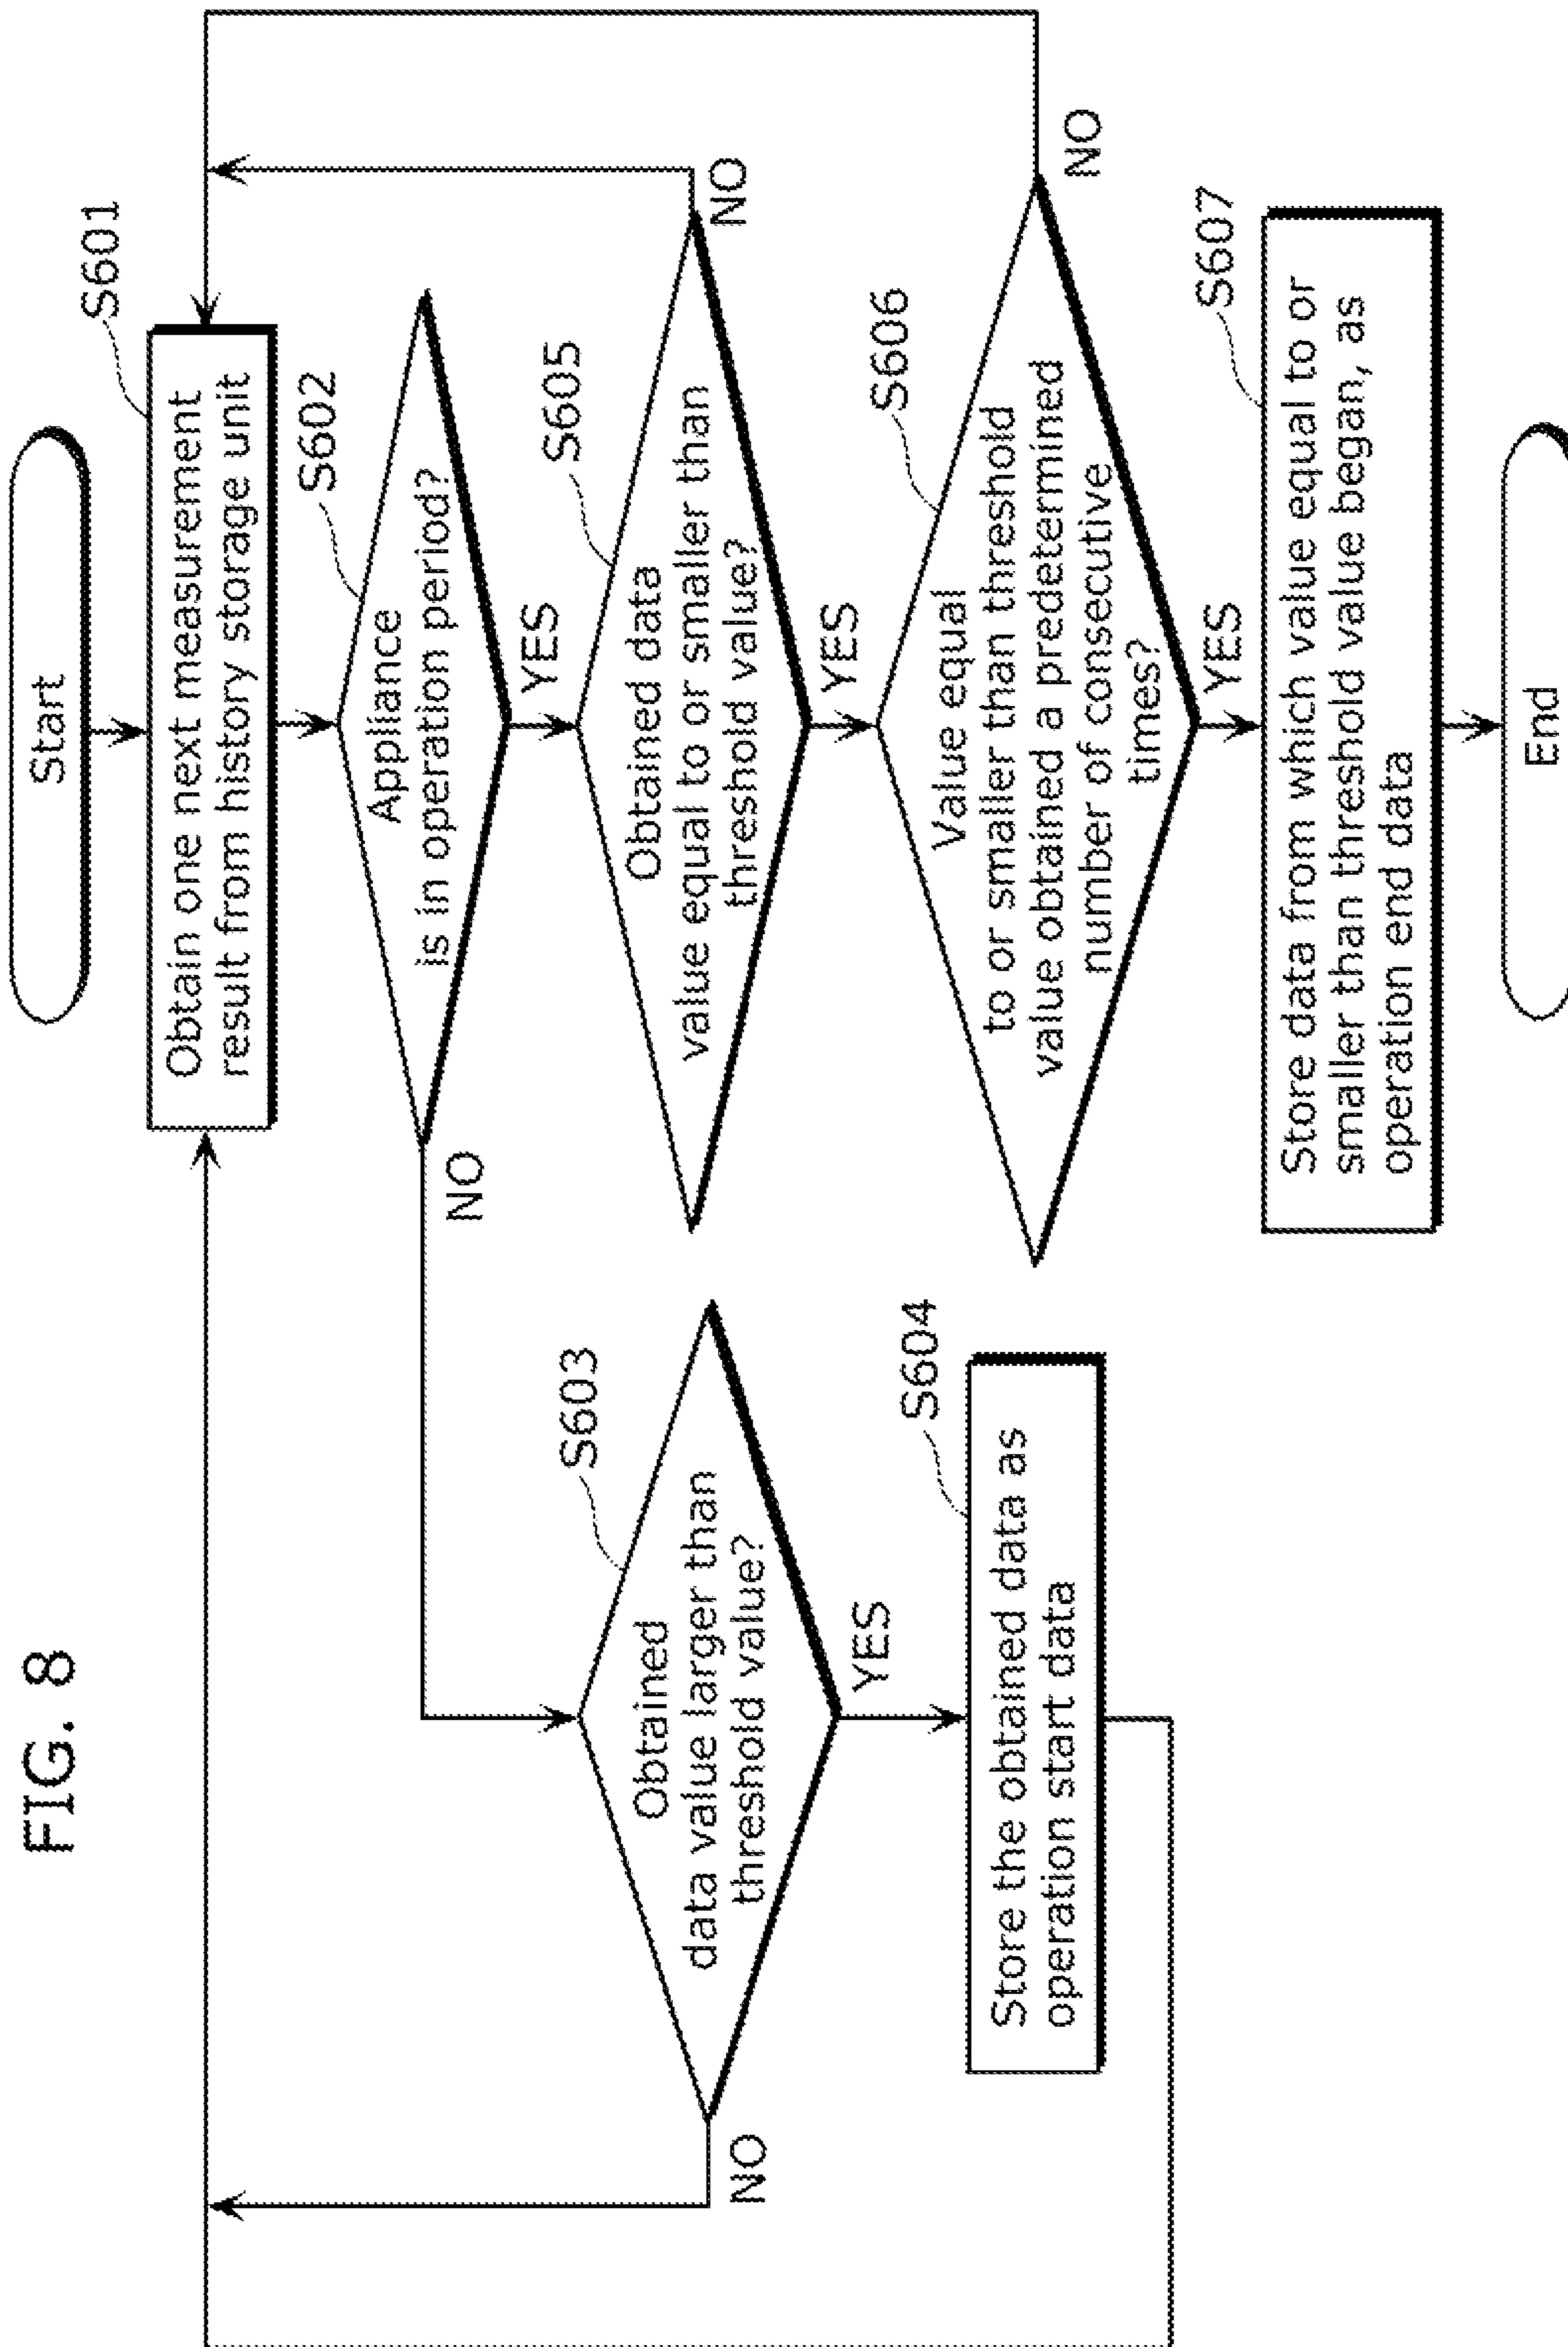 FIG. 8
Start
S601
Obtain one next measurement
result from history storage unit
S602
Appliance
is in operation period?
NO
YES
S603
Obtained
data value larger than
threshold value?
NO
YES
S604
Store the obtained data as
operation start data
S605
Obtained data
value equal to or smaller than
threshold value?
NO
YES
S606
Value equal
to or smaller than threshold
value obtained a predetermined
number of consecutive
times?
NO
YES
S607
Store data from which value equal to or
smaller than threshold value began, as
operation end data
End